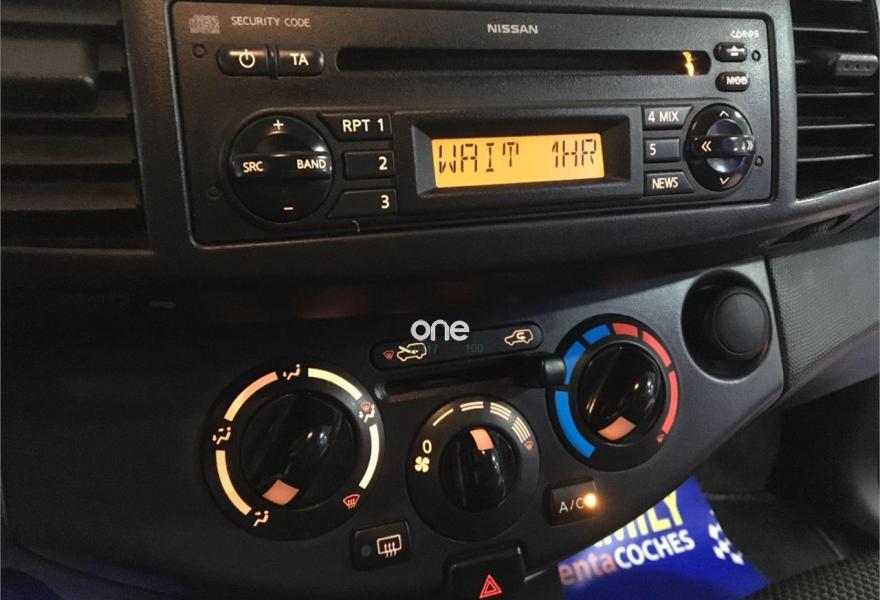 SECURITY CODE
NISSAN
TA
MOD
RPT 1
4 MIX
SRC
BAND
2
WAIT 1HR
5
3
NEWS
one
100
0
A/C
MILY
entaCOCHES